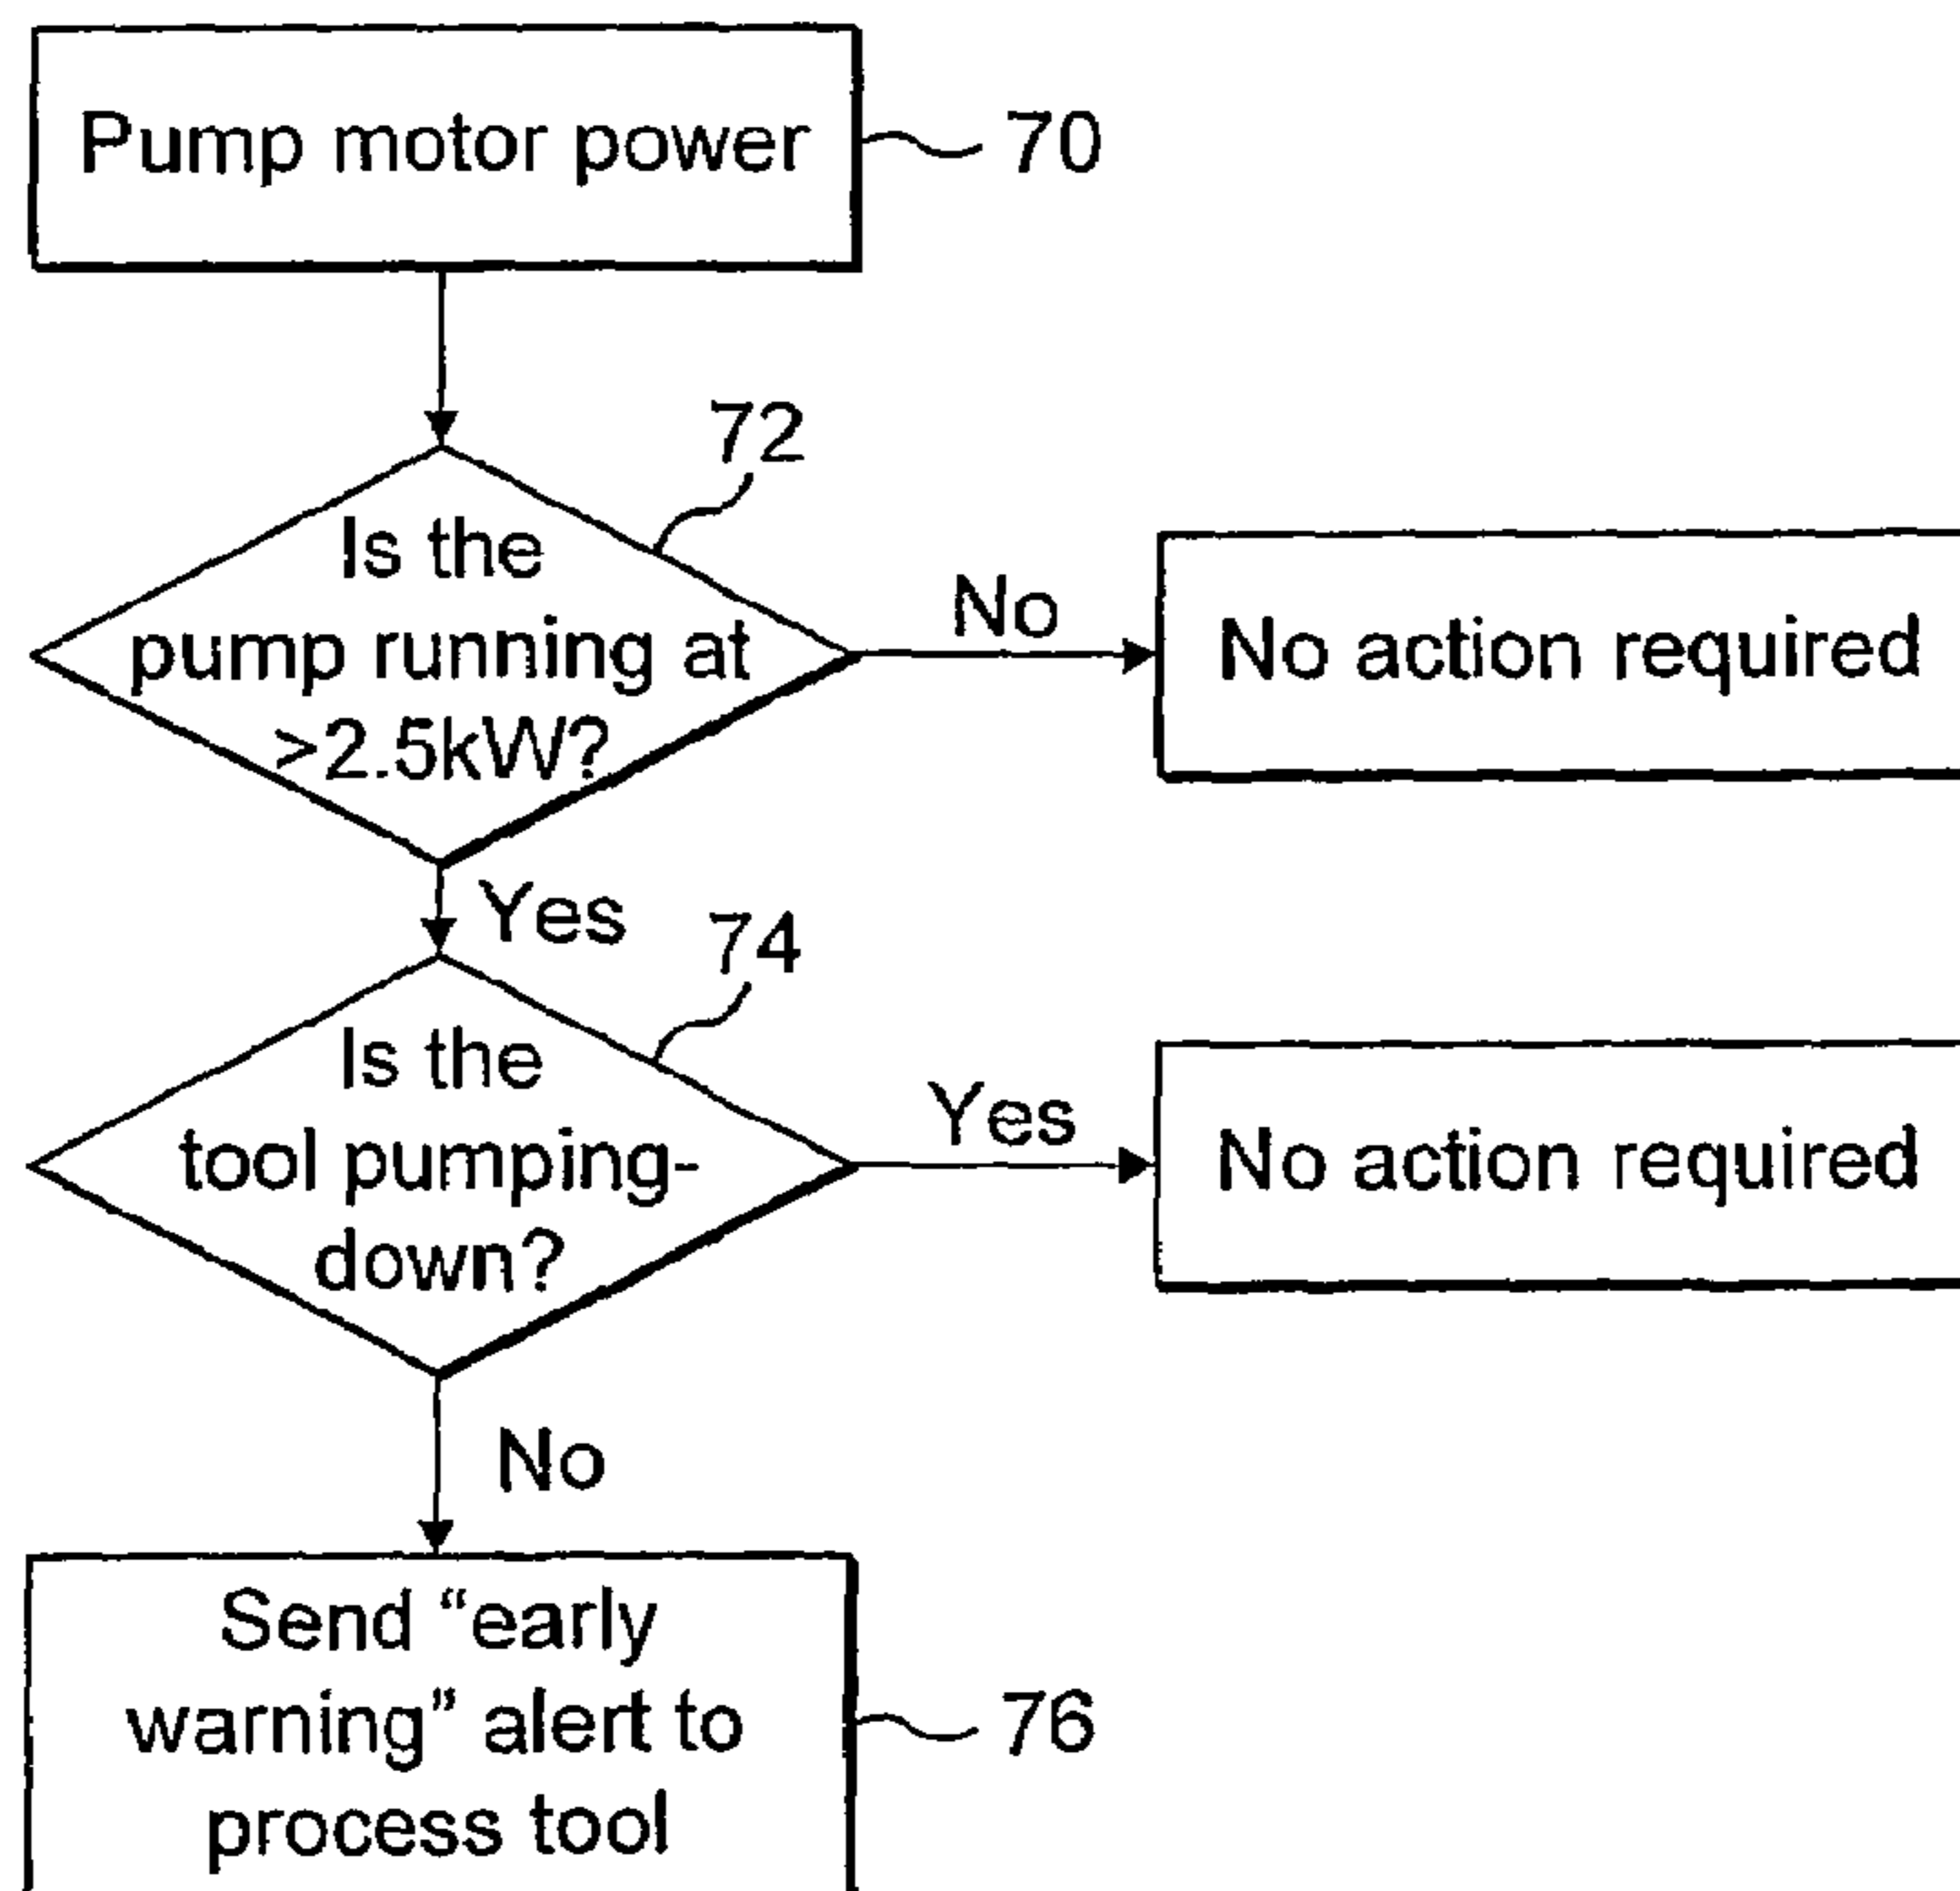 Pump motor power
70
72
Is the
pump running at
>2.5kW?
No
No action required
Yes
74
Is the
tool pumping-
down?
Yes
No action required
No
Send “early
warning” alert to
process tool
76